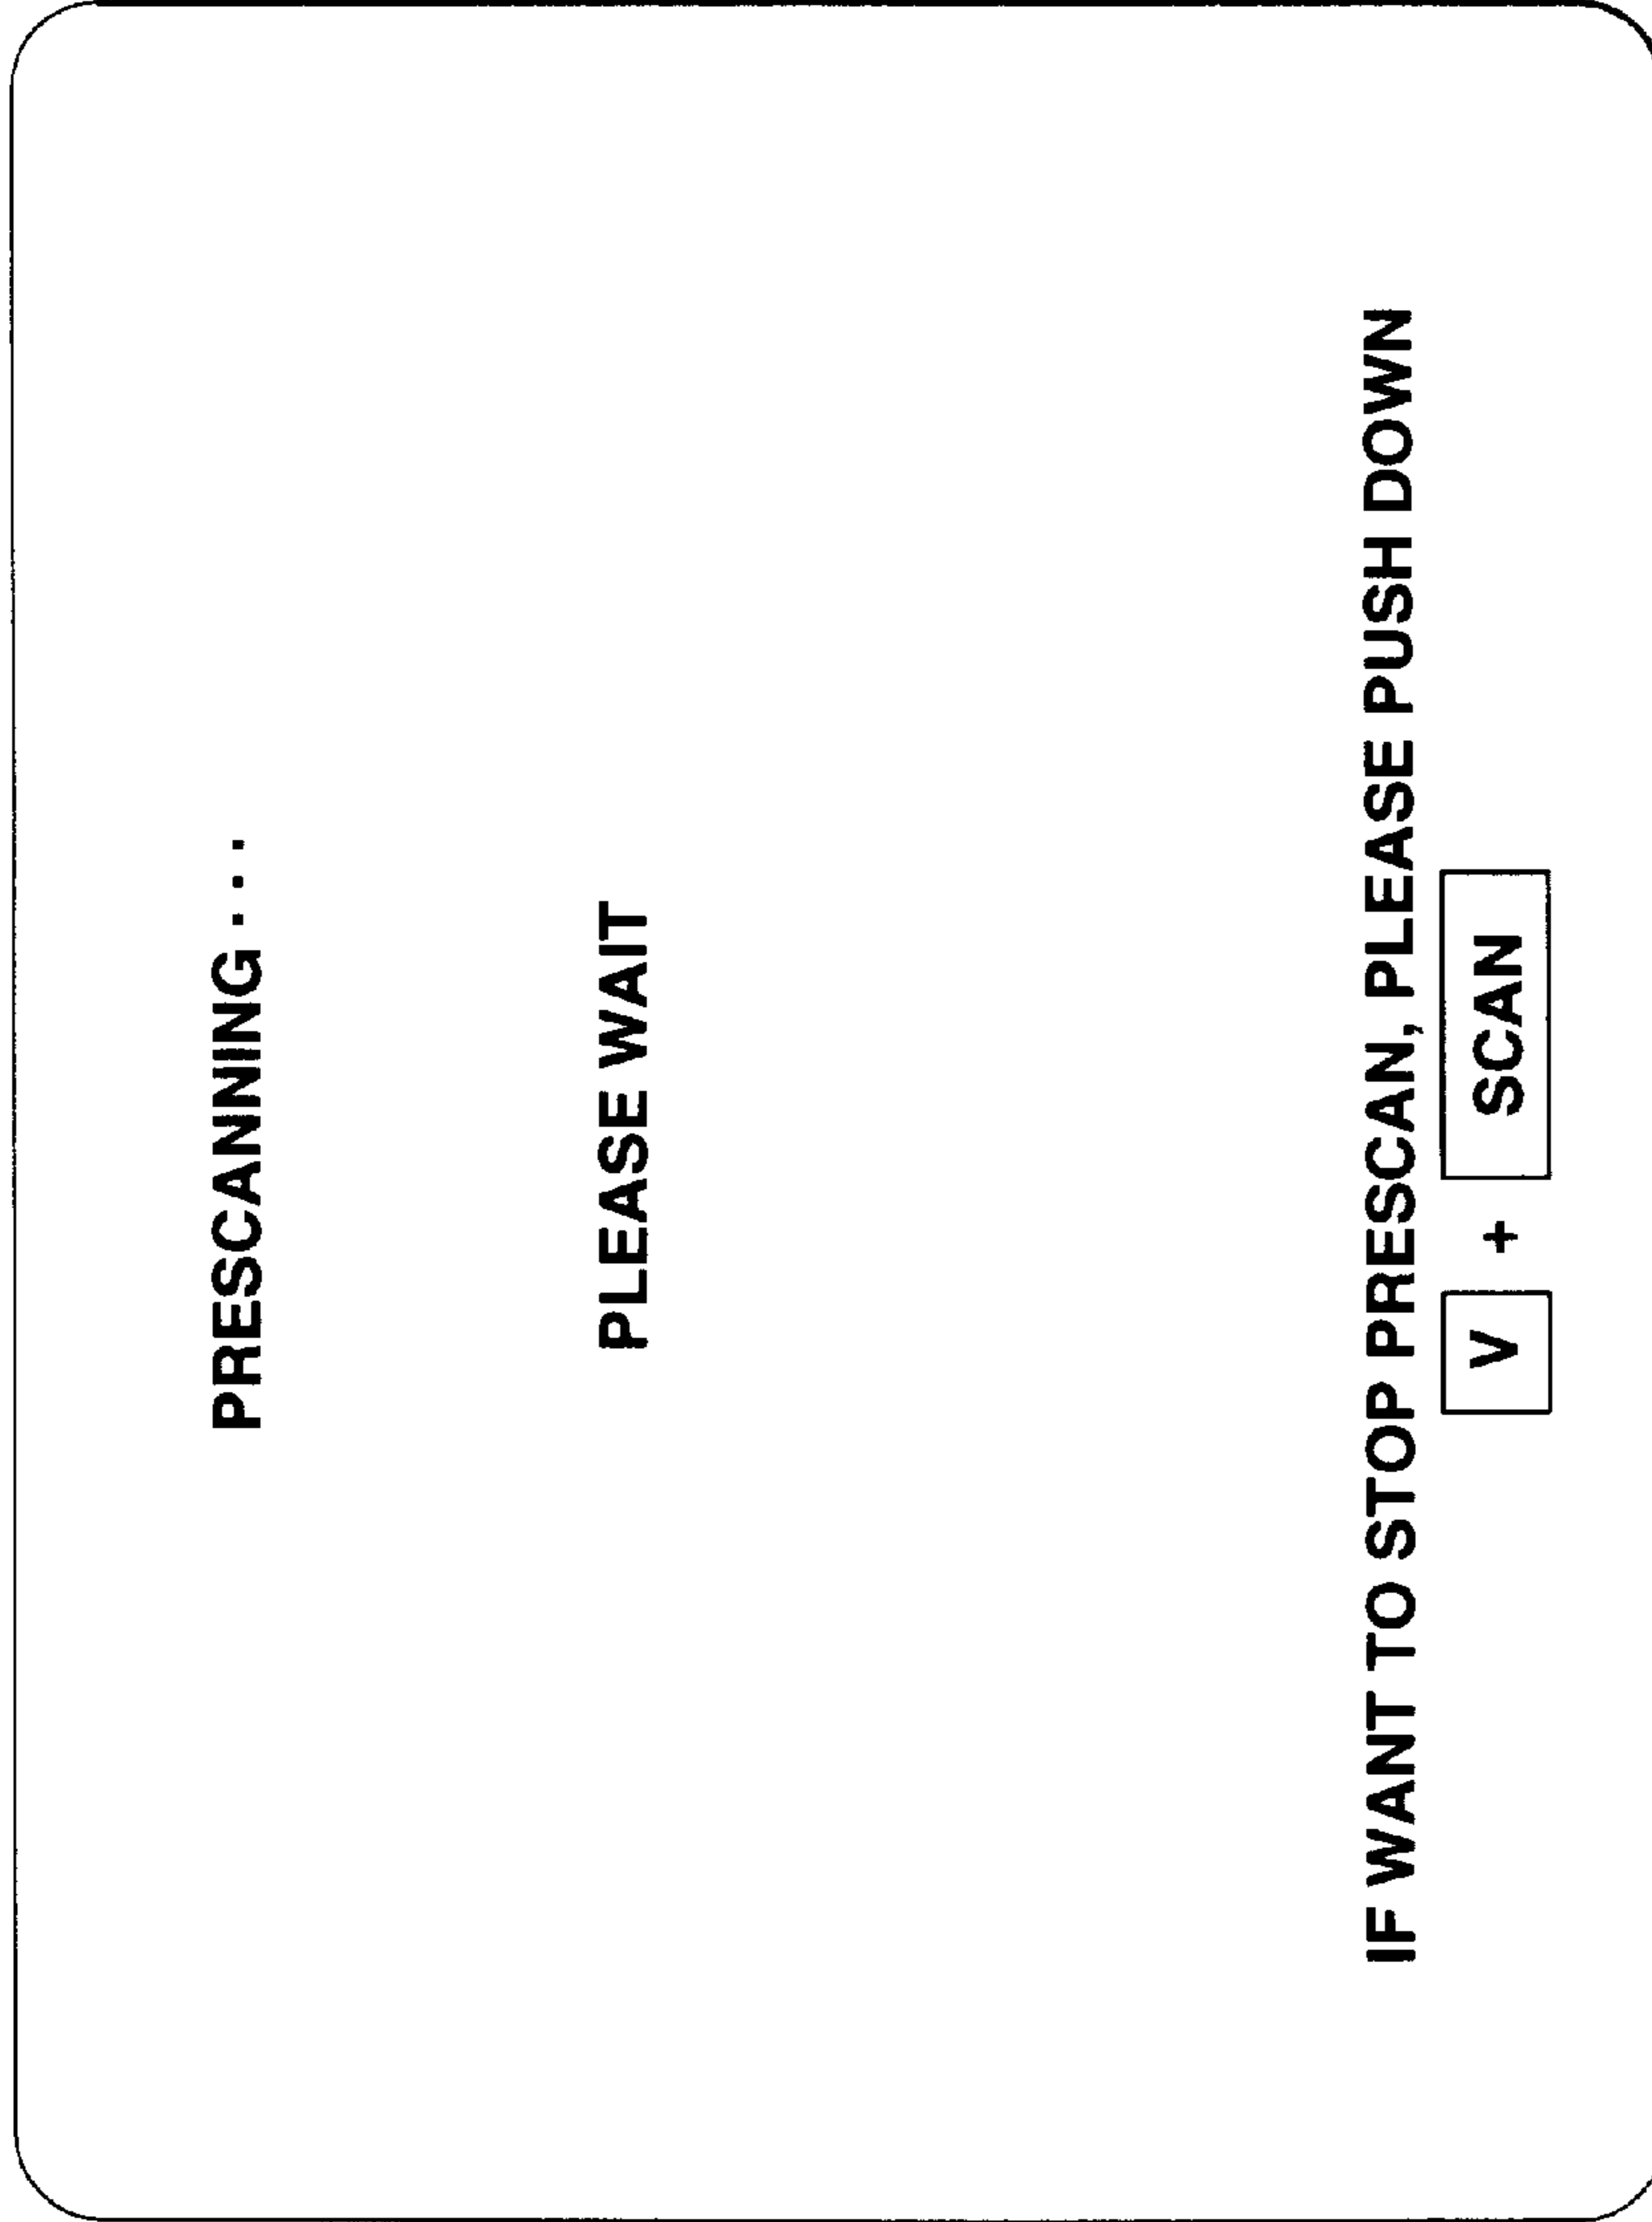 PRESCANNING . . .
PLEASE WAIT
IF WANT TO STOP PRESCAN, PLEASE PUSH DOWN
V + SCAN